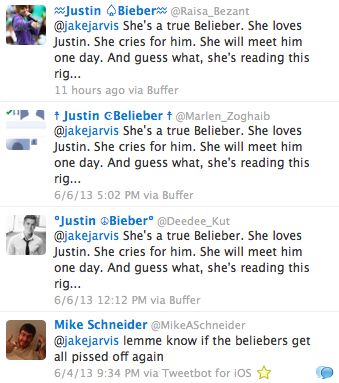 ♒Justin ♤Bieber♒ @Raisa_Bezant
@jakejarvis She's a true Belieber. She loves
Justin. She cries for him. She will meet him
one day. And guess what, she's reading this
rig...
11 hours ago via Buffer
† Justin ☪Belieber † @Marlen_Zoghaib
@jakejarvis She's a true Belieber. She loves
Justin. She cries for him. She will meet him
one day. And guess what, she's reading this
rig...
6/6/13 5:02 PM via Buffer
°Justin ☮Bieber° @Deedee_Kut
@jakejarvis She's a true Belieber. She loves
Justin. She cries for him. She will meet him
one day. And guess what, she's reading this
rig...
6/6/13 12:12 PM via Buffer
Mike Schneider @MikeASchneider
@jakejarvis lemme know if the beliebers get
all pissed off again
6/4/13 9:34 PM via Tweetbot for iOS